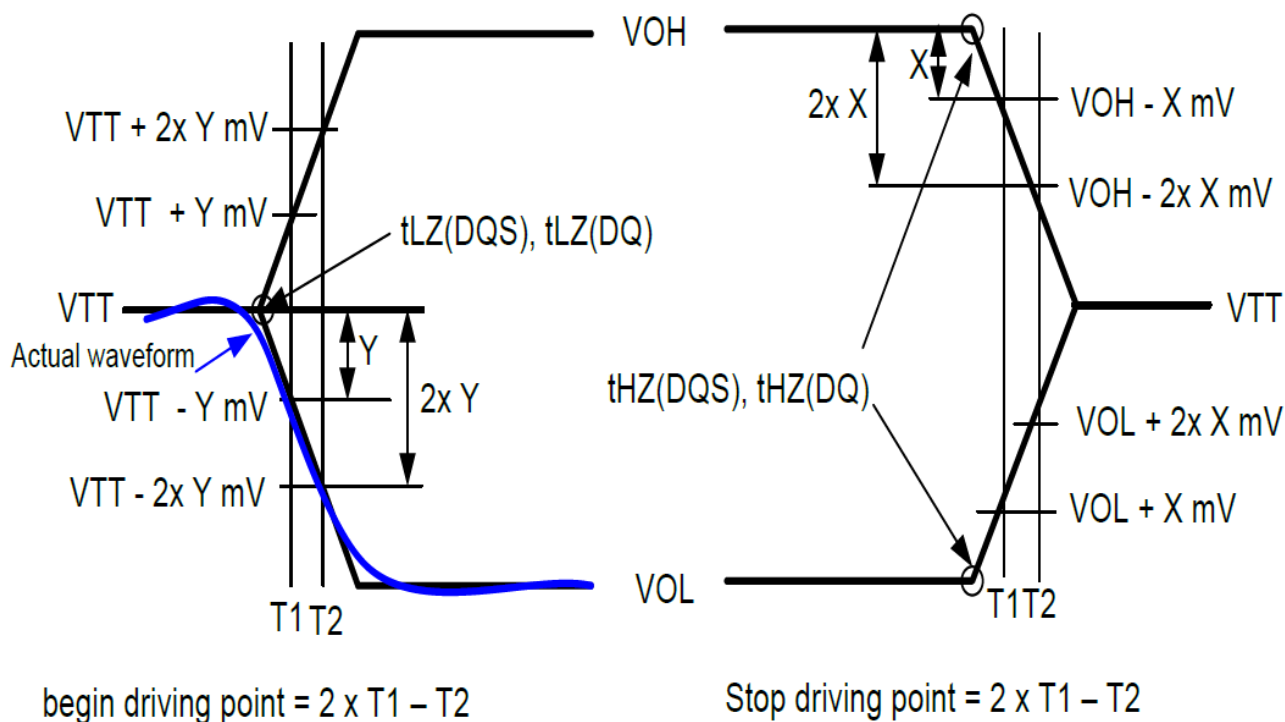 VOH
VTT + 2x Y mV
VTT + Y mV
tLZ(DQS), tLZ(DQ)
VTT
Actual waveform
Y
VTT - Y mV
2x Y
VTT - 2x Y mV
VOL
T1 T2
begin driving point = 2 x T1 – T2
X
2x X
VOH - X mV
VOH - 2x X mV
VTT
tHZ(DQS), tHZ(DQ)
VOL + 2x X mV
VOL + X mV
T1T2
Stop driving point = 2 x T1 – T2